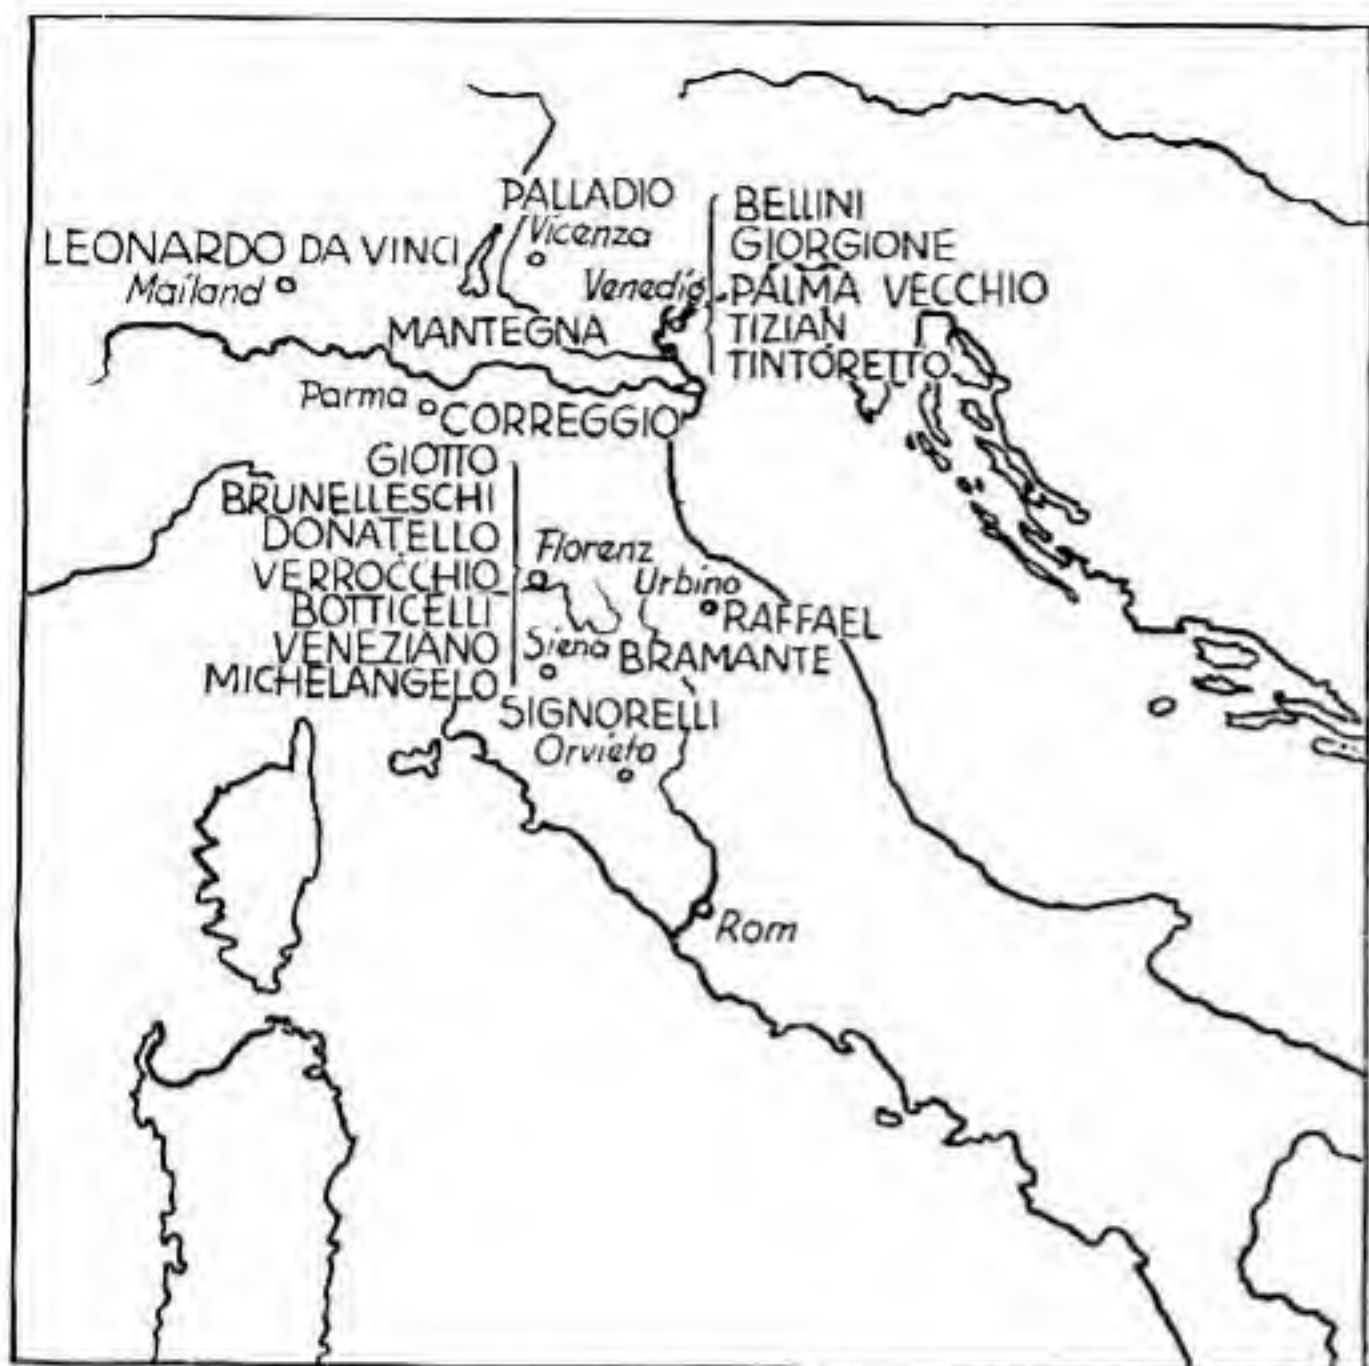 PALLADIO
Vicenza
LEONARDO DA VINCI
Mailand
Venedig
BELLINI
GIORGIONE
PALMA VECCHIO
TIZIAN
TINTORETTO
MANTEGNA
Parma
CORREGGIO
GIOTTO
BRUNELLESCHI
DONATELLO
VERROCCHIO
BOTTICELLI
VENEZIANO
MICHELANGELO
Florenz
Urbino
RAFFAEL
Siena
BRAMANTE
SIGNORELLI
Orvieto
Rom